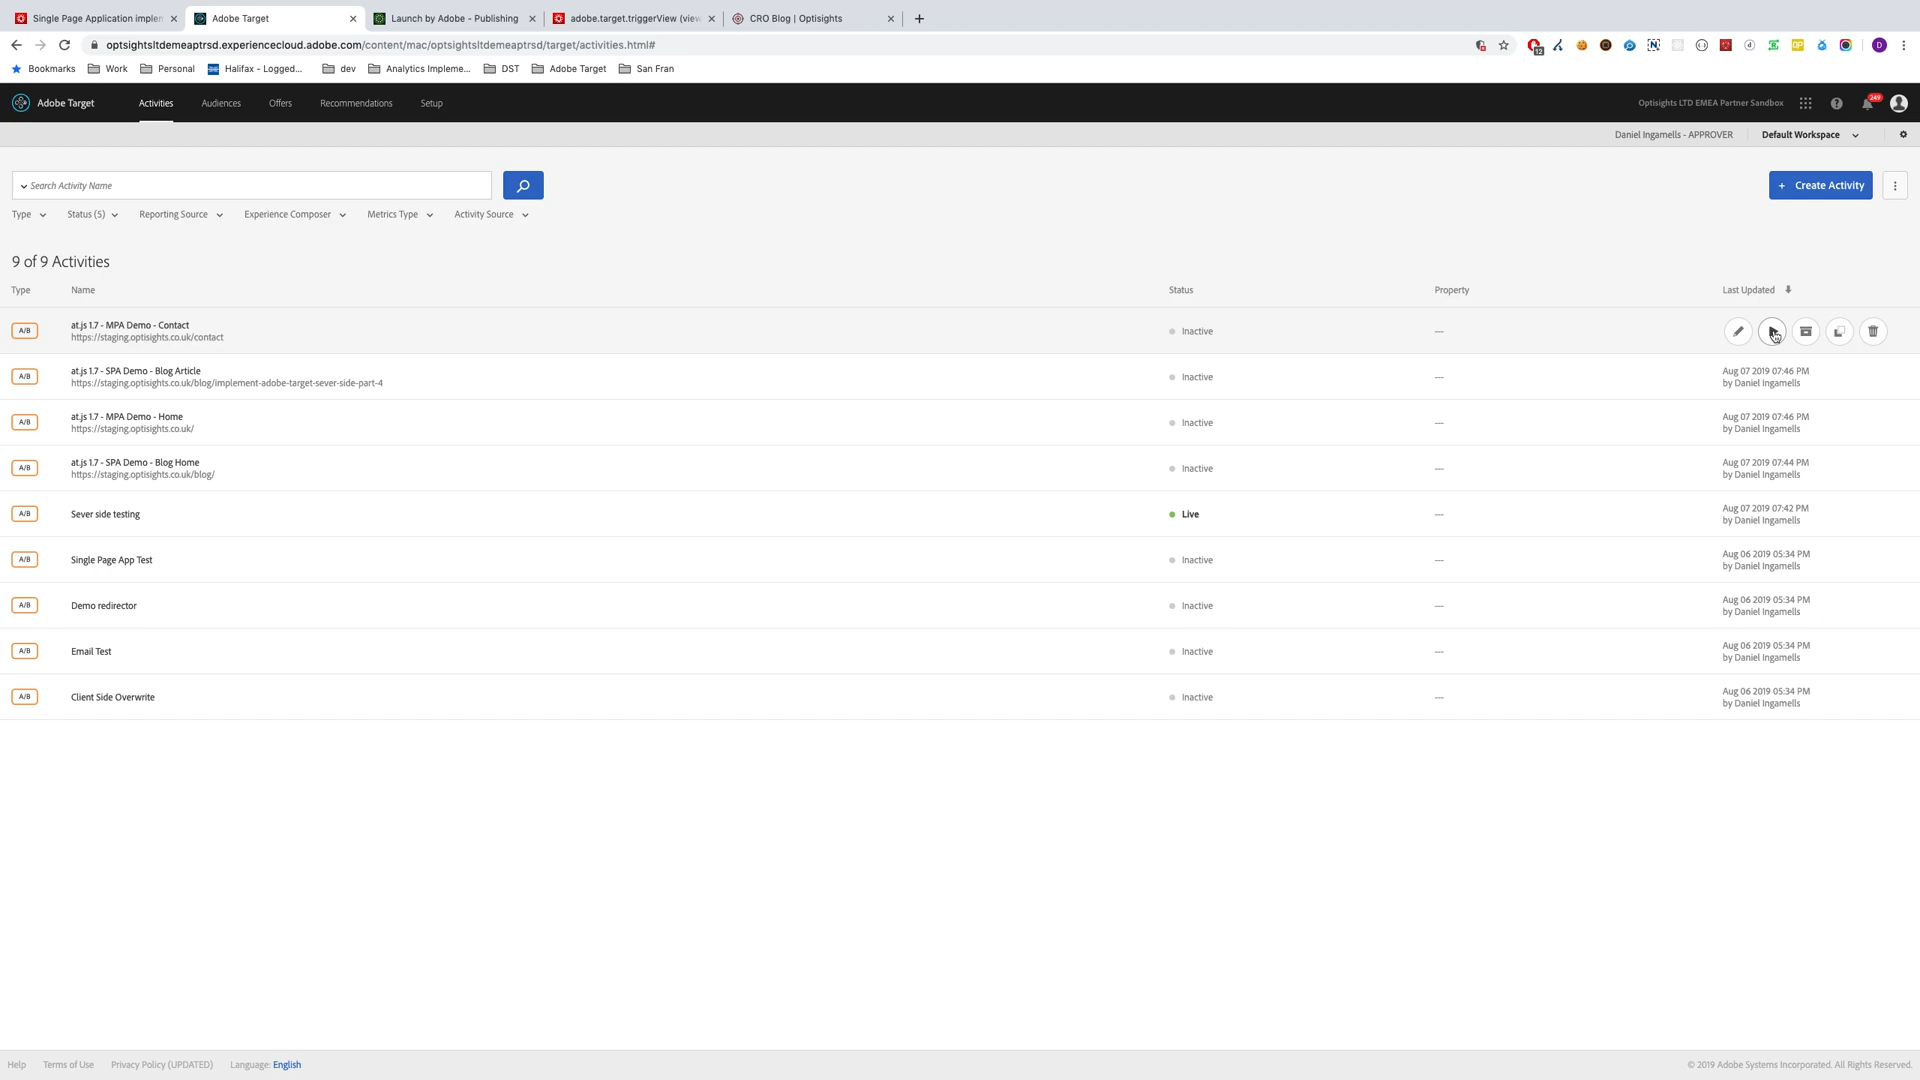 Single Page Application implem
Adobe Target
Launch by Adobe - Publishing
adobe.target.triggerView (view
CRO Blog | Optisights
optsightsltdemeaptrsd.experiencecloud.adobe.com/content/mac/optsightsltdemeaptrsd/target/activities.html#
12
D
Bookmarks Work Personal Halifax - Logged... dev Analytics Impleme... DST Adobe Target San Fran
Adobe Target Activities Audiences Offers Recommendations Setup Optisights LTD EMEA Partner Sandbox 249
Daniel Ingamells - APPROVER Default Workspace
Search Activity Name
+ Create Activity
Type Status (5) Reporting Source Experience Composer Metrics Type Activity Source
9 of 9 Activities
Type Name Status Property Last Updated
A/B at.js 1.7 - MPA Demo - Contact Inactive ---
https://staging.optisights.co.uk/contact
A/B at.js 1.7 - SPA Demo - Blog Article Inactive --- Aug 07 2019 07:46 PM
https://staging.optisights.co.uk/blog/implement-adobe-target-sever-side-part-4 by Daniel Ingamells
A/B at.js 1.7 - MPA Demo - Home Inactive --- Aug 07 2019 07:46 PM
https://staging.optisights.co.uk/ by Daniel Ingamells
A/B at.js 1.7 - SPA Demo - Blog Home Inactive --- Aug 07 2019 07:44 PM
https://staging.optisights.co.uk/blog/ by Daniel Ingamells
A/B Sever side testing Live --- Aug 07 2019 07:42 PM
by Daniel Ingamells
A/B Single Page App Test Inactive --- Aug 06 2019 05:34 PM
by Daniel Ingamells
A/B Demo redirector Inactive --- Aug 06 2019 05:34 PM
by Daniel Ingamells
A/B Email Test Inactive --- Aug 06 2019 05:34 PM
by Daniel Ingamells
A/B Client Side Overwrite Inactive --- Aug 06 2019 05:34 PM
by Daniel Ingamells
Help Terms of Use Privacy Policy (UPDATED) Language: English © 2019 Adobe Systems Incorporated. All Rights Reserved.